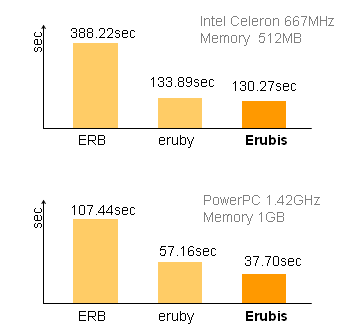 Intel Celeron 667MHz
Memory 512MB
sec
388.22sec
133.89sec
130.27sec
ERB
eruby
Erubis
PowerPC 1.42GHz
Memory 1GB
sec
107.44sec
57.16sec
37.70sec
ERB
eruby
Erubis